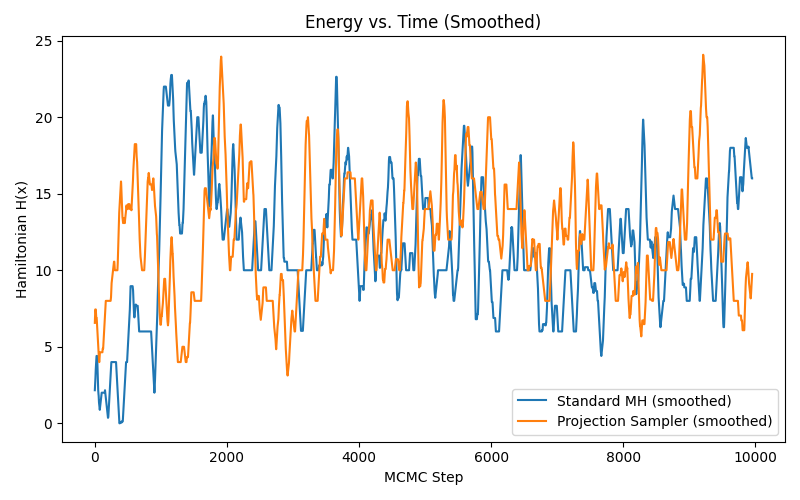 Energy vs. Time (Smoothed)
Hamiltonian H(x)
25
20
15
10
5
0
0 2000 4000 6000 8000 10000
MCMC Step
Standard MH (smoothed)
Projection Sampler (smoothed)